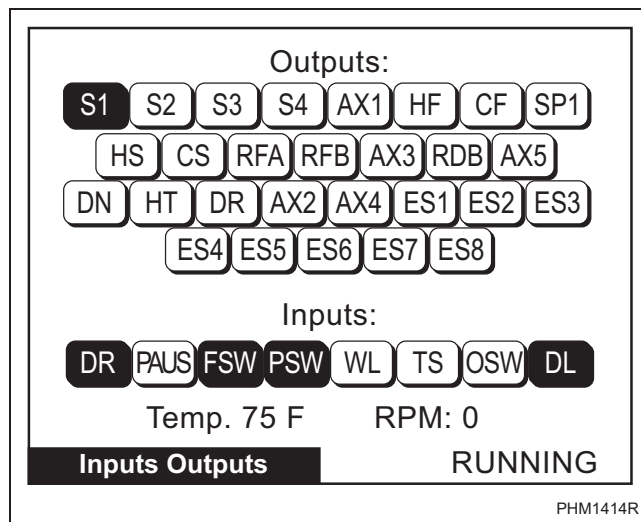 Outputs:
S1 S2 S3 S4 AX1 HF CF SP1
HS CS RFA RFB AX3 RDB AX5
DN HT DR AX2 AX4 ES1 ES2 ES3
ES4 ES5 ES6 ES7 ES8
Inputs:
DR PAUS FSW PSW WL TS OSW DL
Temp. 75 F RPM: 0
Inputs Outputs RUNNING
PHM1414R